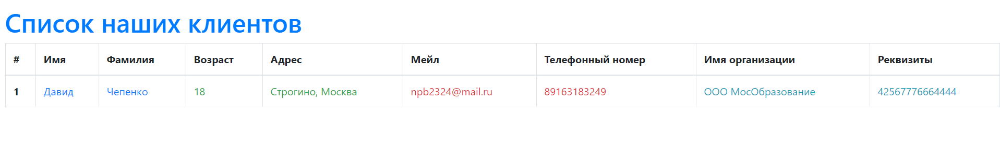 Список наших клиентов
# Имя Фамилия Возраст Адрес Мейл Телефонный номер Имя организации Реквизиты
1 Давид Чепенко 18 Строгино, Москва npb2324@mail.ru 89163183249 ООО МосОбразование 42567776664444